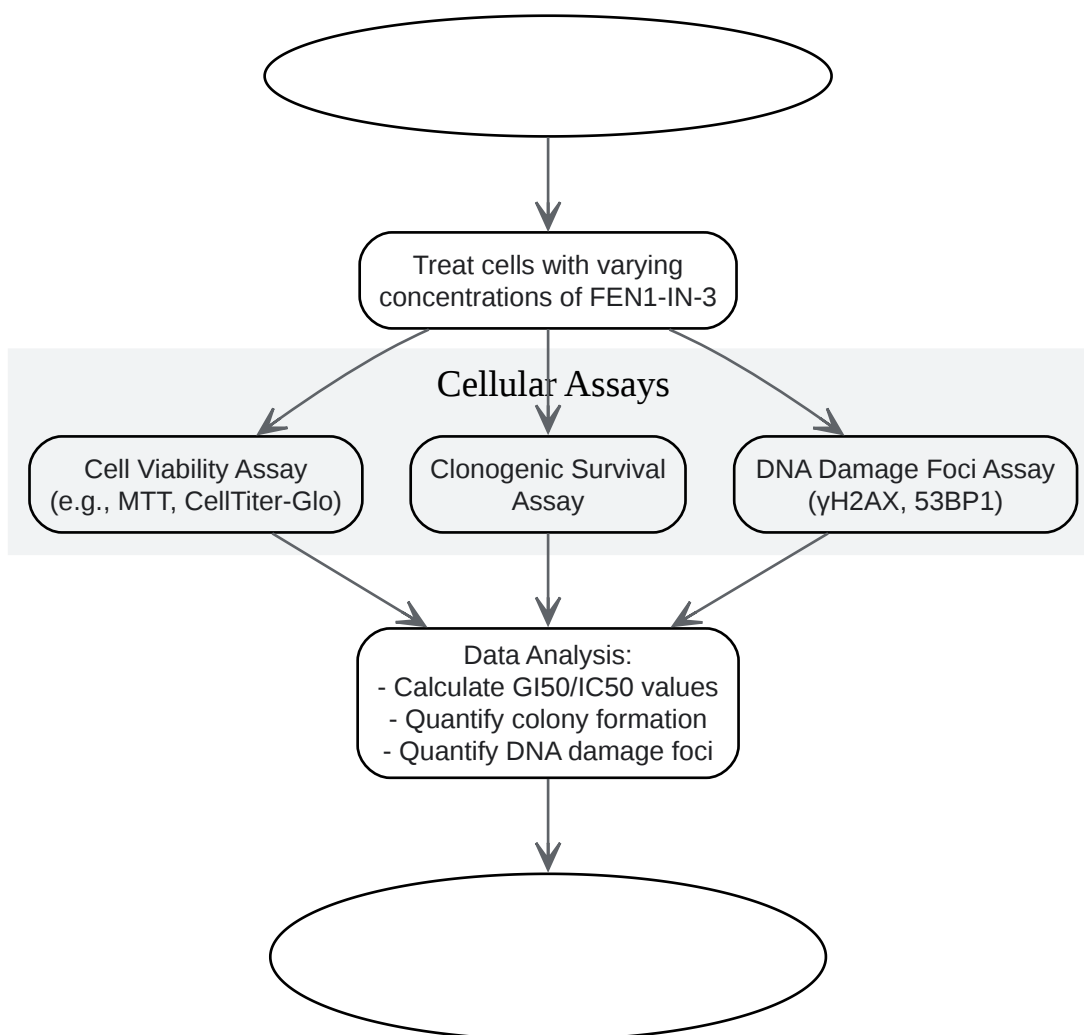 Treat cells with varying
concentrations of FEN1-IN-3
Cellular Assays
Cell Viability Assay
(e.g., MTT, CellTiter-Glo)
Clonogenic Survival
Assay
DNA Damage Foci Assay
(γH2AX, 53BP1)
Data Analysis:
- Calculate GI50/IC50 values
- Quantify colony formation
- Quantify DNA damage foci